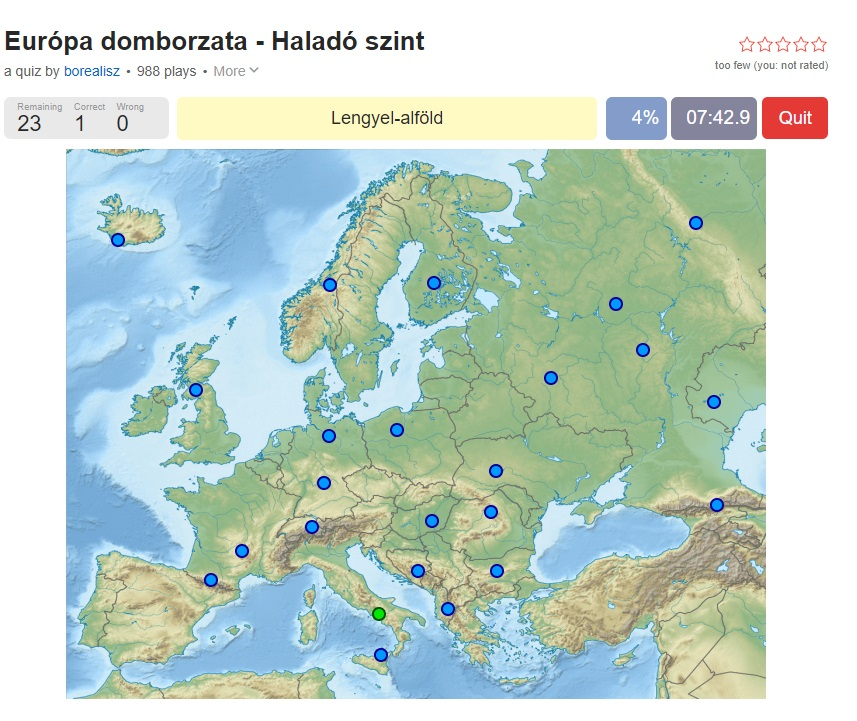 Európa domborzata - Haladó szint
a quiz by borealisz • 988 plays • More
too few (you: not rated)
Remaining Correct Wrong
23 1 0
Lengyel-alföld
4%
07:42.9
Quit